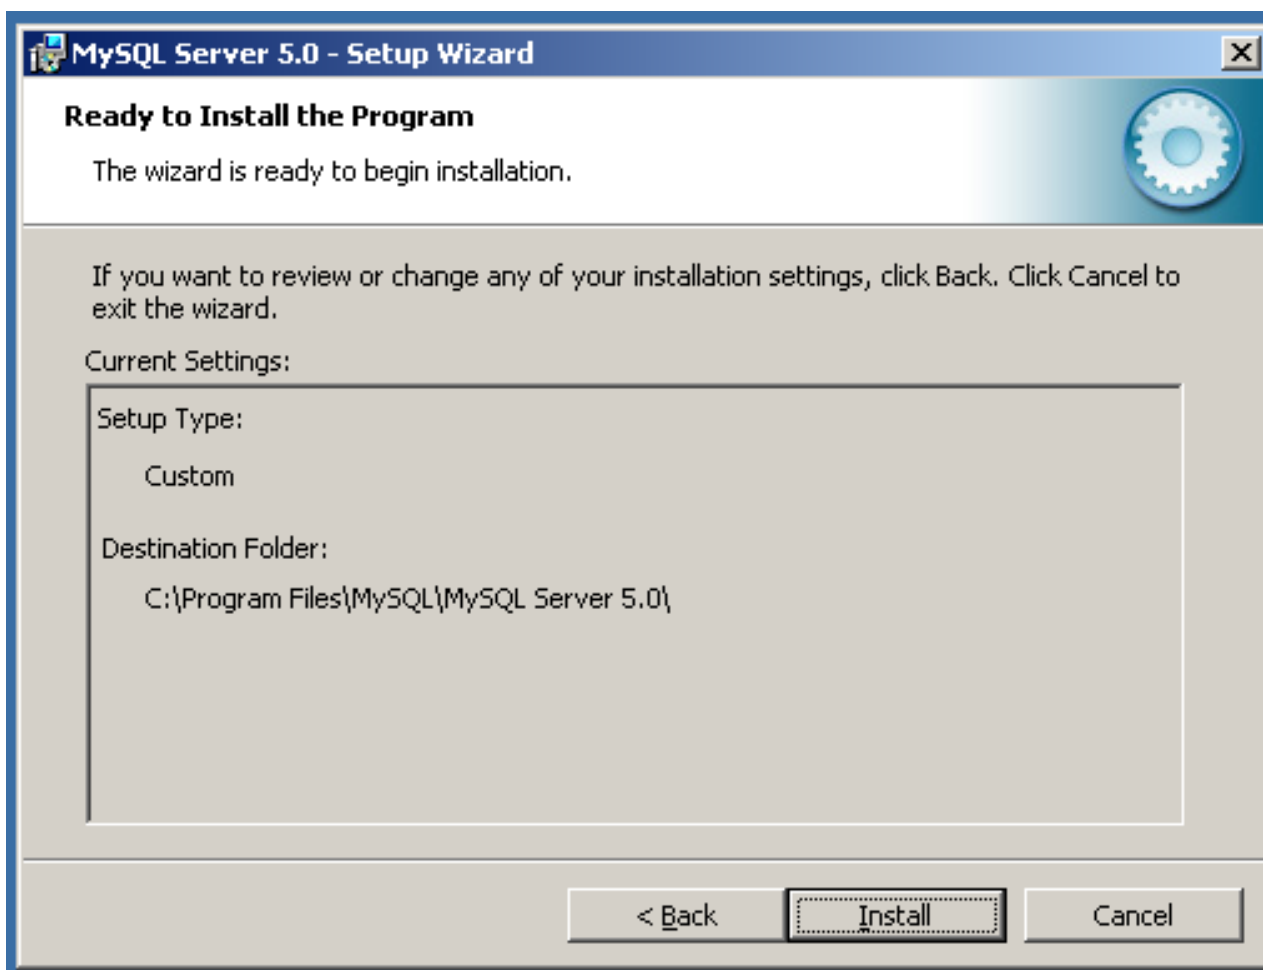 MySQL Server 5.0 - Setup Wizard
Ready to Install the Program
The wizard is ready to begin installation.
If you want to review or change any of your installation settings, click Back. Click Cancel to
exit the wizard.
Current Settings:
Setup Type:
Custom
Destination Folder:
C:\Program Files\MySQL\MySQL Server 5.0\
< Back
Install
Cancel